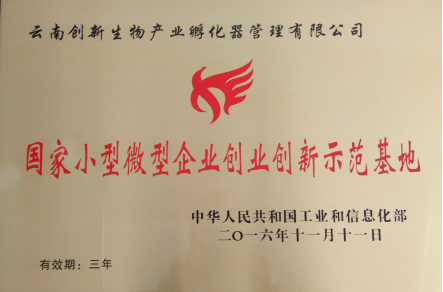 云南创新生物产业孵化器管理有限公司
国家小型微型企业创业创新示范基地
中华人民共和国工业和信息化部
二〇一六年十一月十一日
有效期：三年